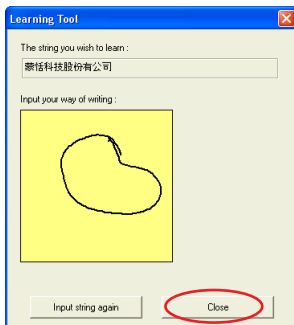 Learning Tool
The string you wish to learn :
蒙恬科技股份有公司
Input your way of writing :
Input string again
Close